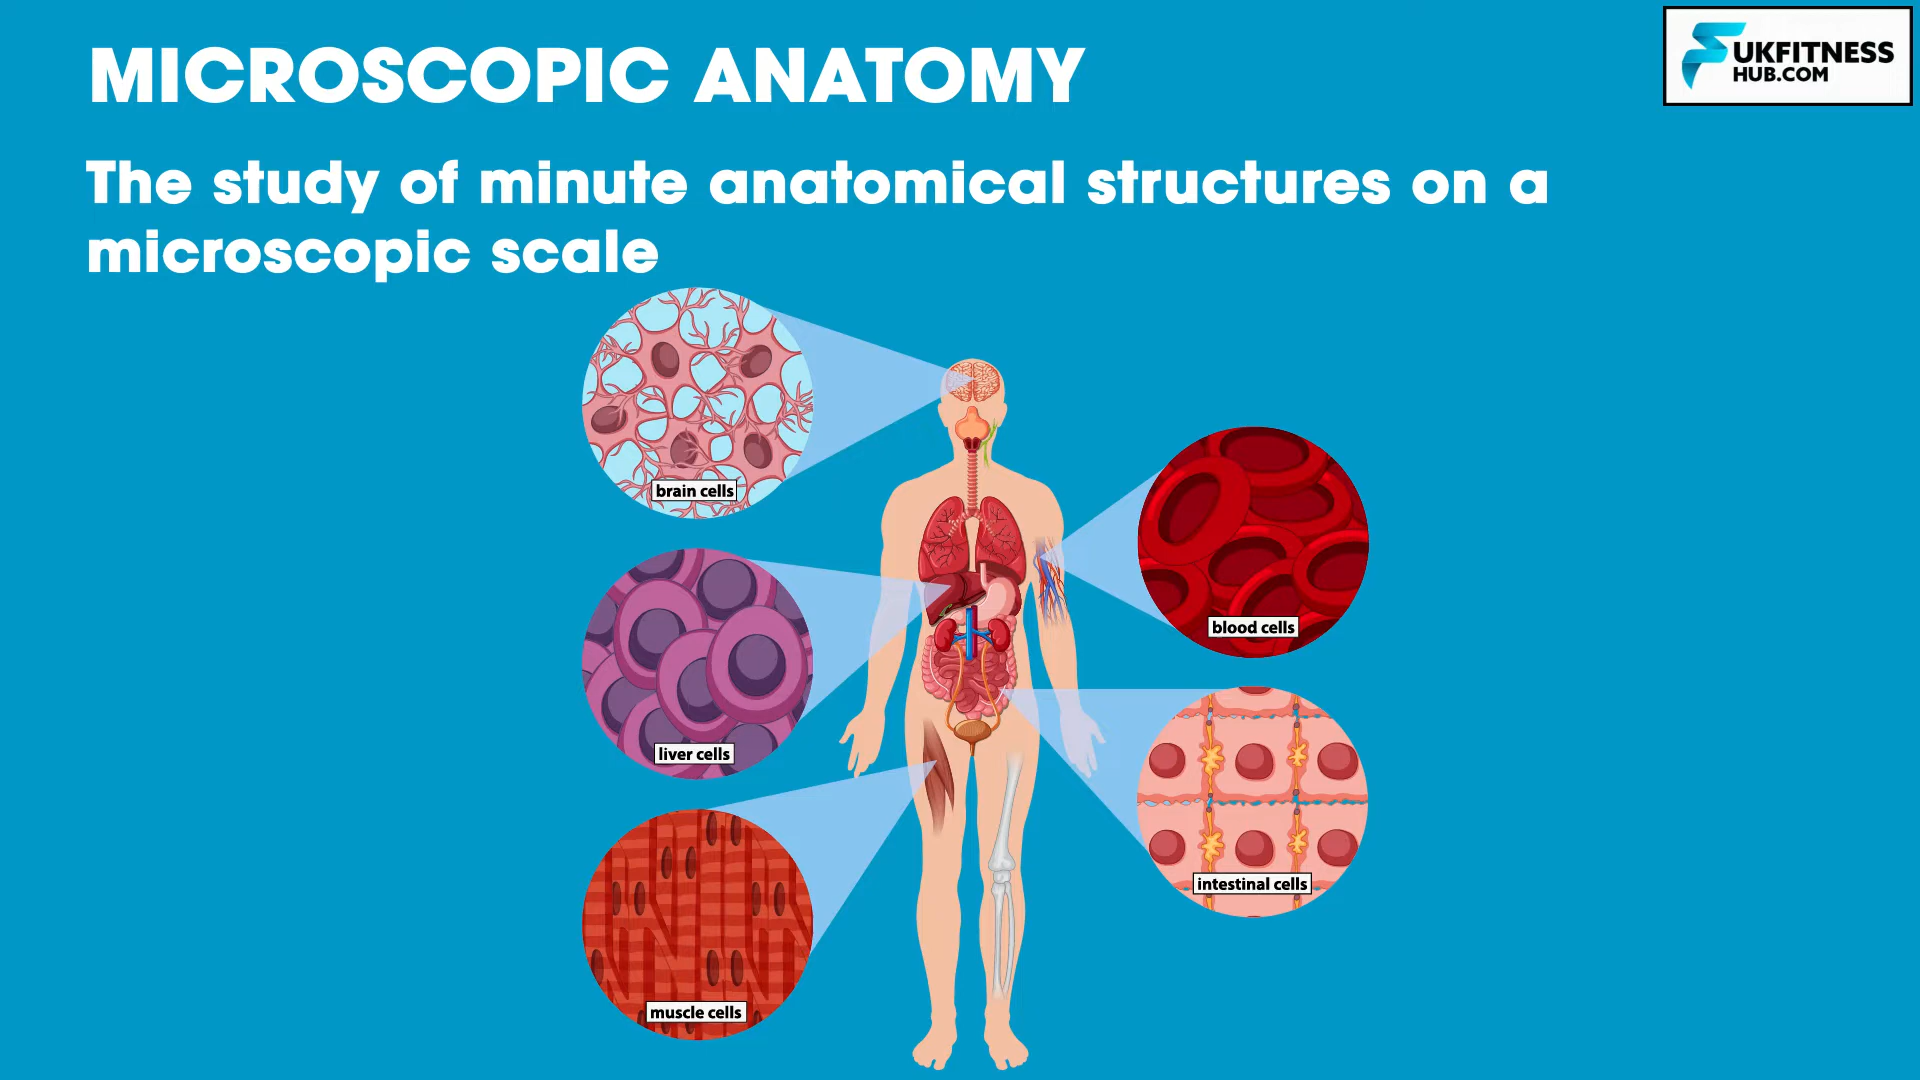 MICROSCOPIC ANATOMY
UKFITNESS
HUB.COM
The study of minute anatomical structures on a
microscopic scale
brain cells
blood cells
liver cells
intestinal cells
muscle cells